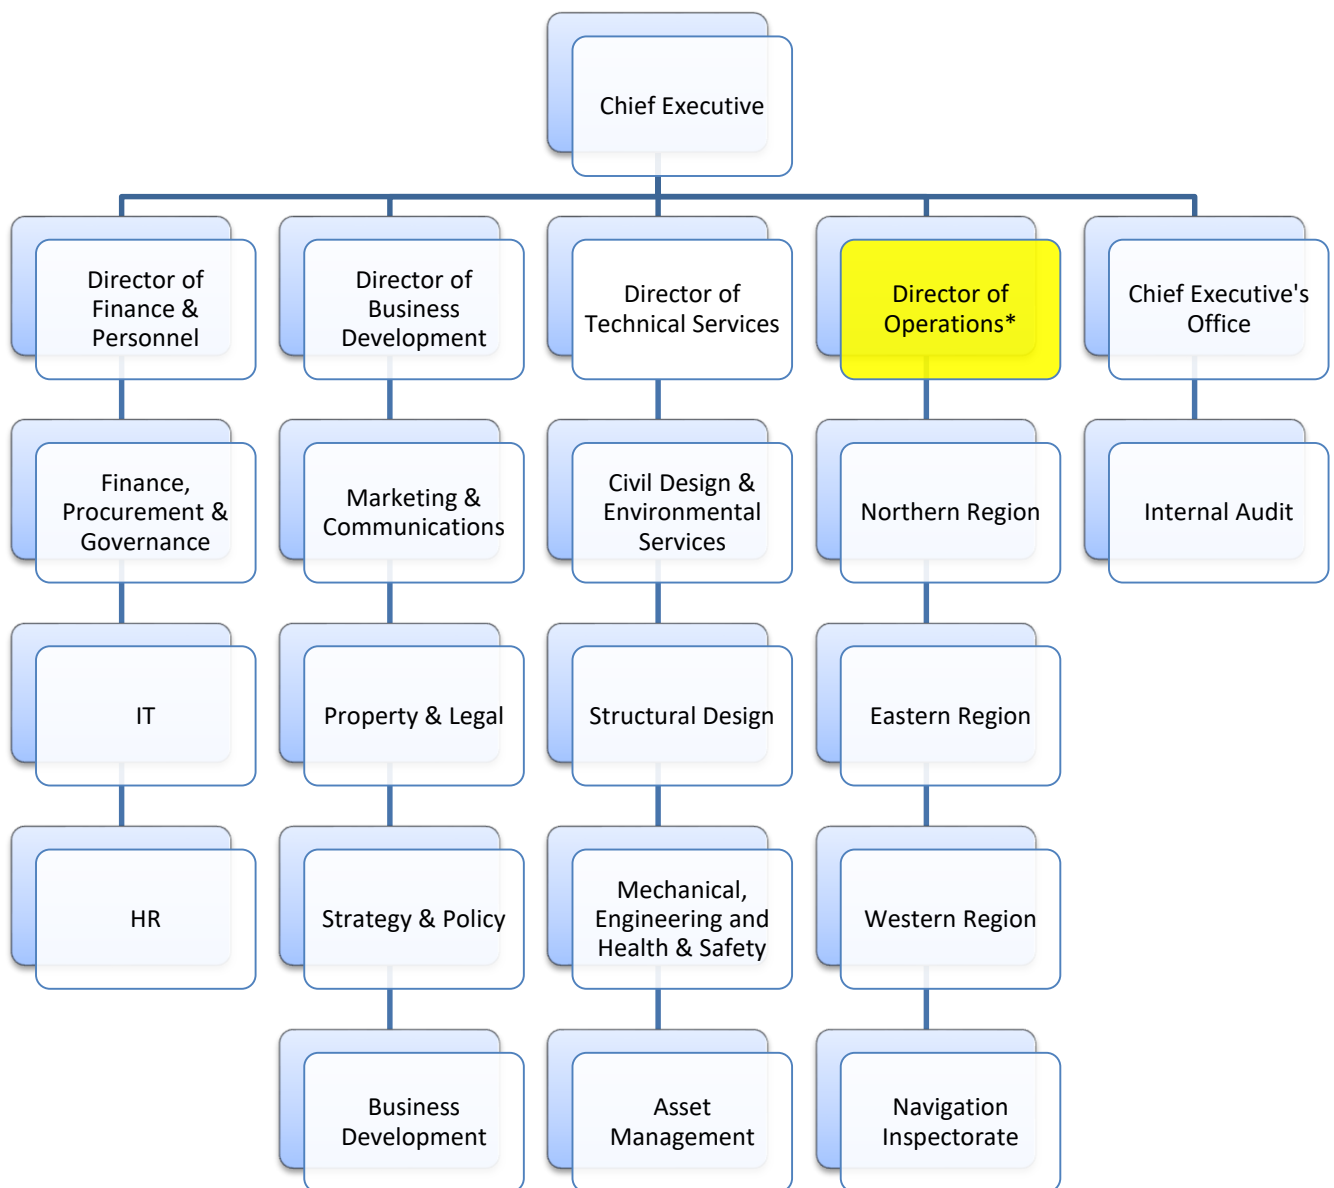 Chief Executive
Director of
Finance &
Personnel
Director of
Business
Development
Director of
Technical Services
Director of
Operations*
Chief Executive's
Office
Finance,
Procurement &
Governance
Marketing &
Communications
Civil Design &
Environmental
Services
Northern Region
Internal Audit
IT
Property & Legal
Structural Design
Eastern Region
HR
Strategy & Policy
Mechanical,
Engineering and
Health & Safety
Western Region
Business
Development
Asset
Management
Navigation
Inspectorate